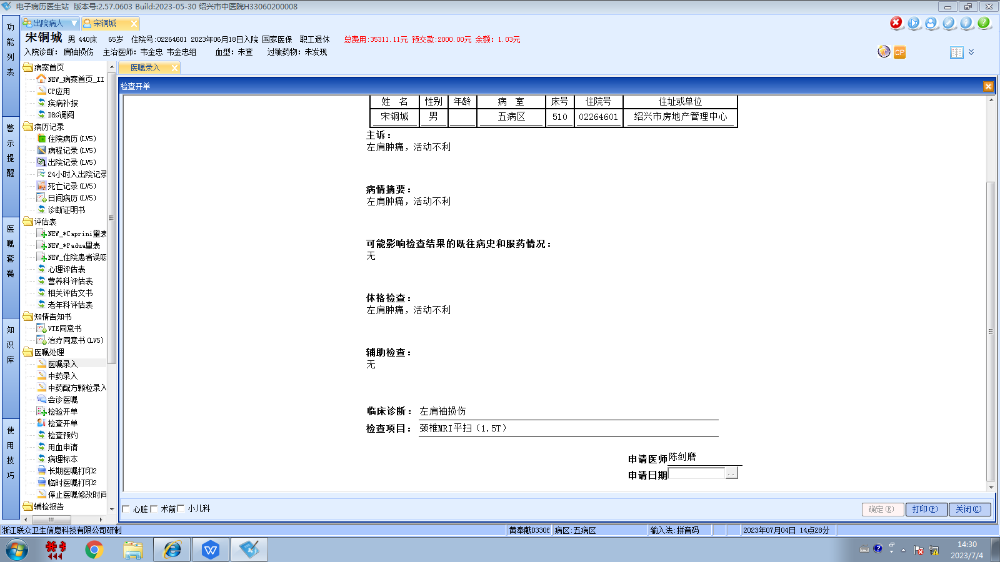 电子病历医生站 版本号:2.57.0603 Build:2023-05-30 绍兴市中医院H33060200008
功能列表
警示提醒
医嘱套餐
知识库
使用技巧
出院病人
宋铜城
宋铜城 男 440床 65岁 住院号:02264601 2023年06月18日入院 国家医保 职工退休 总费用:35311.11元 预交款:2000.00元 余额: 1.03元
入院诊断: 肩袖损伤 主治医师: 韦金忠 韦金忠组 血型: 未查 过敏药物: 未发现
CP
病案首页
NEW_病案首页_II
CP应用
疾病补报
DRG调阅
病历记录
住院病历(LV5)
病程记录(LV5)
出院记录(LV5)
24小时入出院记录
死亡记录(LV5)
日间病历(LV5)
诊断证明书
评估表
NEW_*Caprini量表
NEW_*Padua量表
NEW_住院患者误吸
心理评估表
营养科评估表
相关评估文书
老年科评估表
知情告知书
VTE同意书
治疗同意书(LV5)
医嘱处理
医嘱录入
中药录入
中药配方颗粒录入
会诊医嘱
检验开单
检查开单
检查预约
用血申请
病理标本
长期医嘱打印2
临时医嘱打印2
停止医嘱修改时间
辅检报告
医嘱录入
检查开单
姓 名 性别 年龄 病 室 床号 住院号 住址或单位
宋铜城 男 五病区 510 02264601 绍兴市房地产管理中心
主诉：
左肩肿痛，活动不利
病情摘要：
左肩肿痛，活动不利
可能影响检查结果的既往病史和服药情况：
无
体格检查：
左肩肿痛，活动不利
辅助检查：
无
临床诊断： 左肩袖损伤
检查项目： 颈椎MRI平扫（1.5T）
申请医师 陈剑磨
申请日期
..
心脏 术前 小儿科
确定(E) 打印(P) 关闭(C)
浙江联众卫生信息科技有限公司研制 黄奉献D3306 病区:五病区 输入法:拼音码 2023年07月04日 14点28分
14:30
2023/7/4